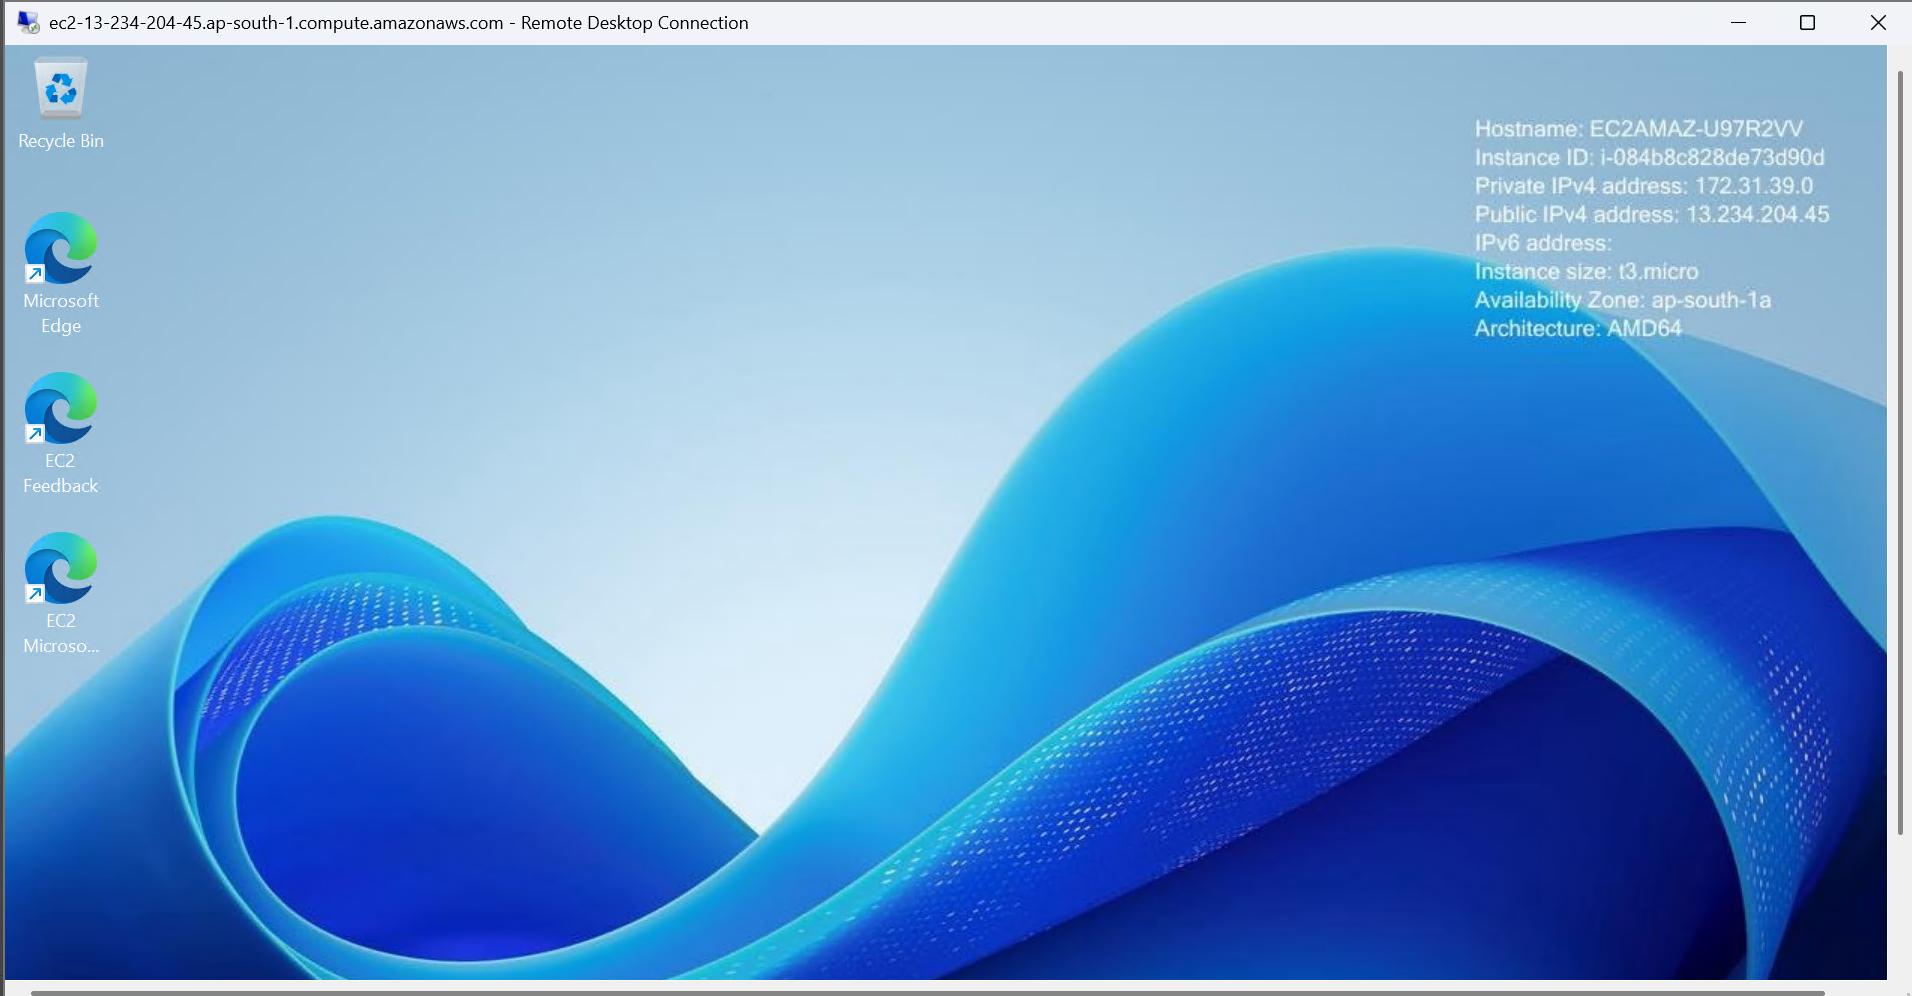 ec2-13-234-204-45.ap-south-1.compute.amazonaws.com - Remote Desktop Connection
Recycle Bin
Microsoft
Edge
EC2
Feedback
EC2
Microso...
Hostname: EC2AMAZ-U97R2VV
Instance ID: i-084b8c828de73d90d
Private IPv4 address: 172.31.39.0
Public IPv4 address: 13.234.204.45
IPv6 address:
Instance size: t3.micro
Availability Zone: ap-south-1a
Architecture: AMD64